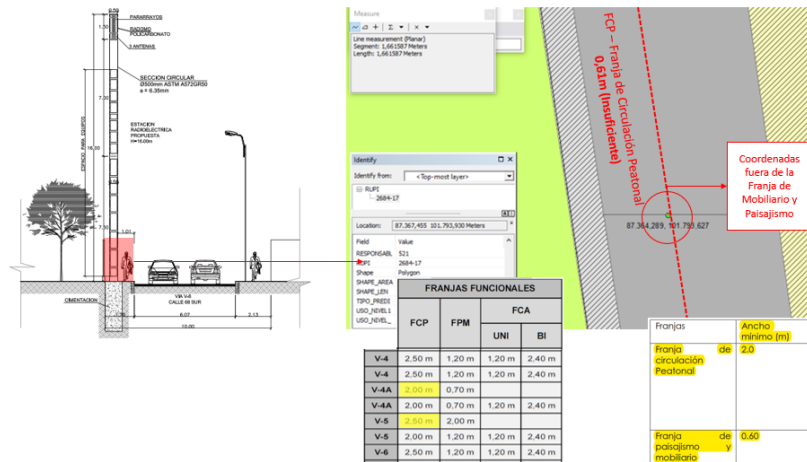 0.50
PARARRAYOS
RADOMO
POLICARBONATO
3 ANTENAS
1,50
SECCION CIRCULAR
Ø500mm ASTM A572GR50
e = 6.35mm
7,00
ESTACION
RADIOELECTRICA
PROPUESTA
H=16.00m
ESPACIO PARA EQUIPOS
16,00
7,50
1,01
CIMENTACION
VIA V-8
CALLE 68 SUR
6.07
2.13
10.00
Measure
Line measurement (Planar)
Segment: 1,661587 Meters
Length: 1,661587 Meters
FCP – Franja de Circulación Peatonal
0,61m (Insuficiente)
Coordenadas
fuera de la
Franja de
Mobiliario y
Paisajismo
87.364,289, 101.793,627
Identify
Identify from: <Top-most layer>
RUPI
2684-17
Location: 87.367,455 101.793,930 Meters
Field Value
RESPONSABL 521
RUPI 2684-17
Shape Polygon
SHAPE_AREA
SHAPE_LEN
TIPO_PREDI
USO_NIVEL1
USO_NIVEL_
FRANJAS FUNCIONALES
FCP FPM FCA
UNI BI
V-4 2,50 m 1,20 m 1,20 m 2,40 m
V-4 2,50 m 1,20 m 1,20 m 2,40 m
V-4A 2,00 m 0,70 m
V-4A 2,00 m 0,70 m 1,20 m 2,40 m
V-5 2,50 m 2,00 m
V-5 2,00 m 1,20 m 1,20 m 2,40 m
V-6 2,50 m 1,20 m 1,20 m 2,40 m
Franjas Ancho
mínimo (m)
Franja de 2.0
circulación
Peatonal
Franja de 0.60
paisajismo y
mobiliario